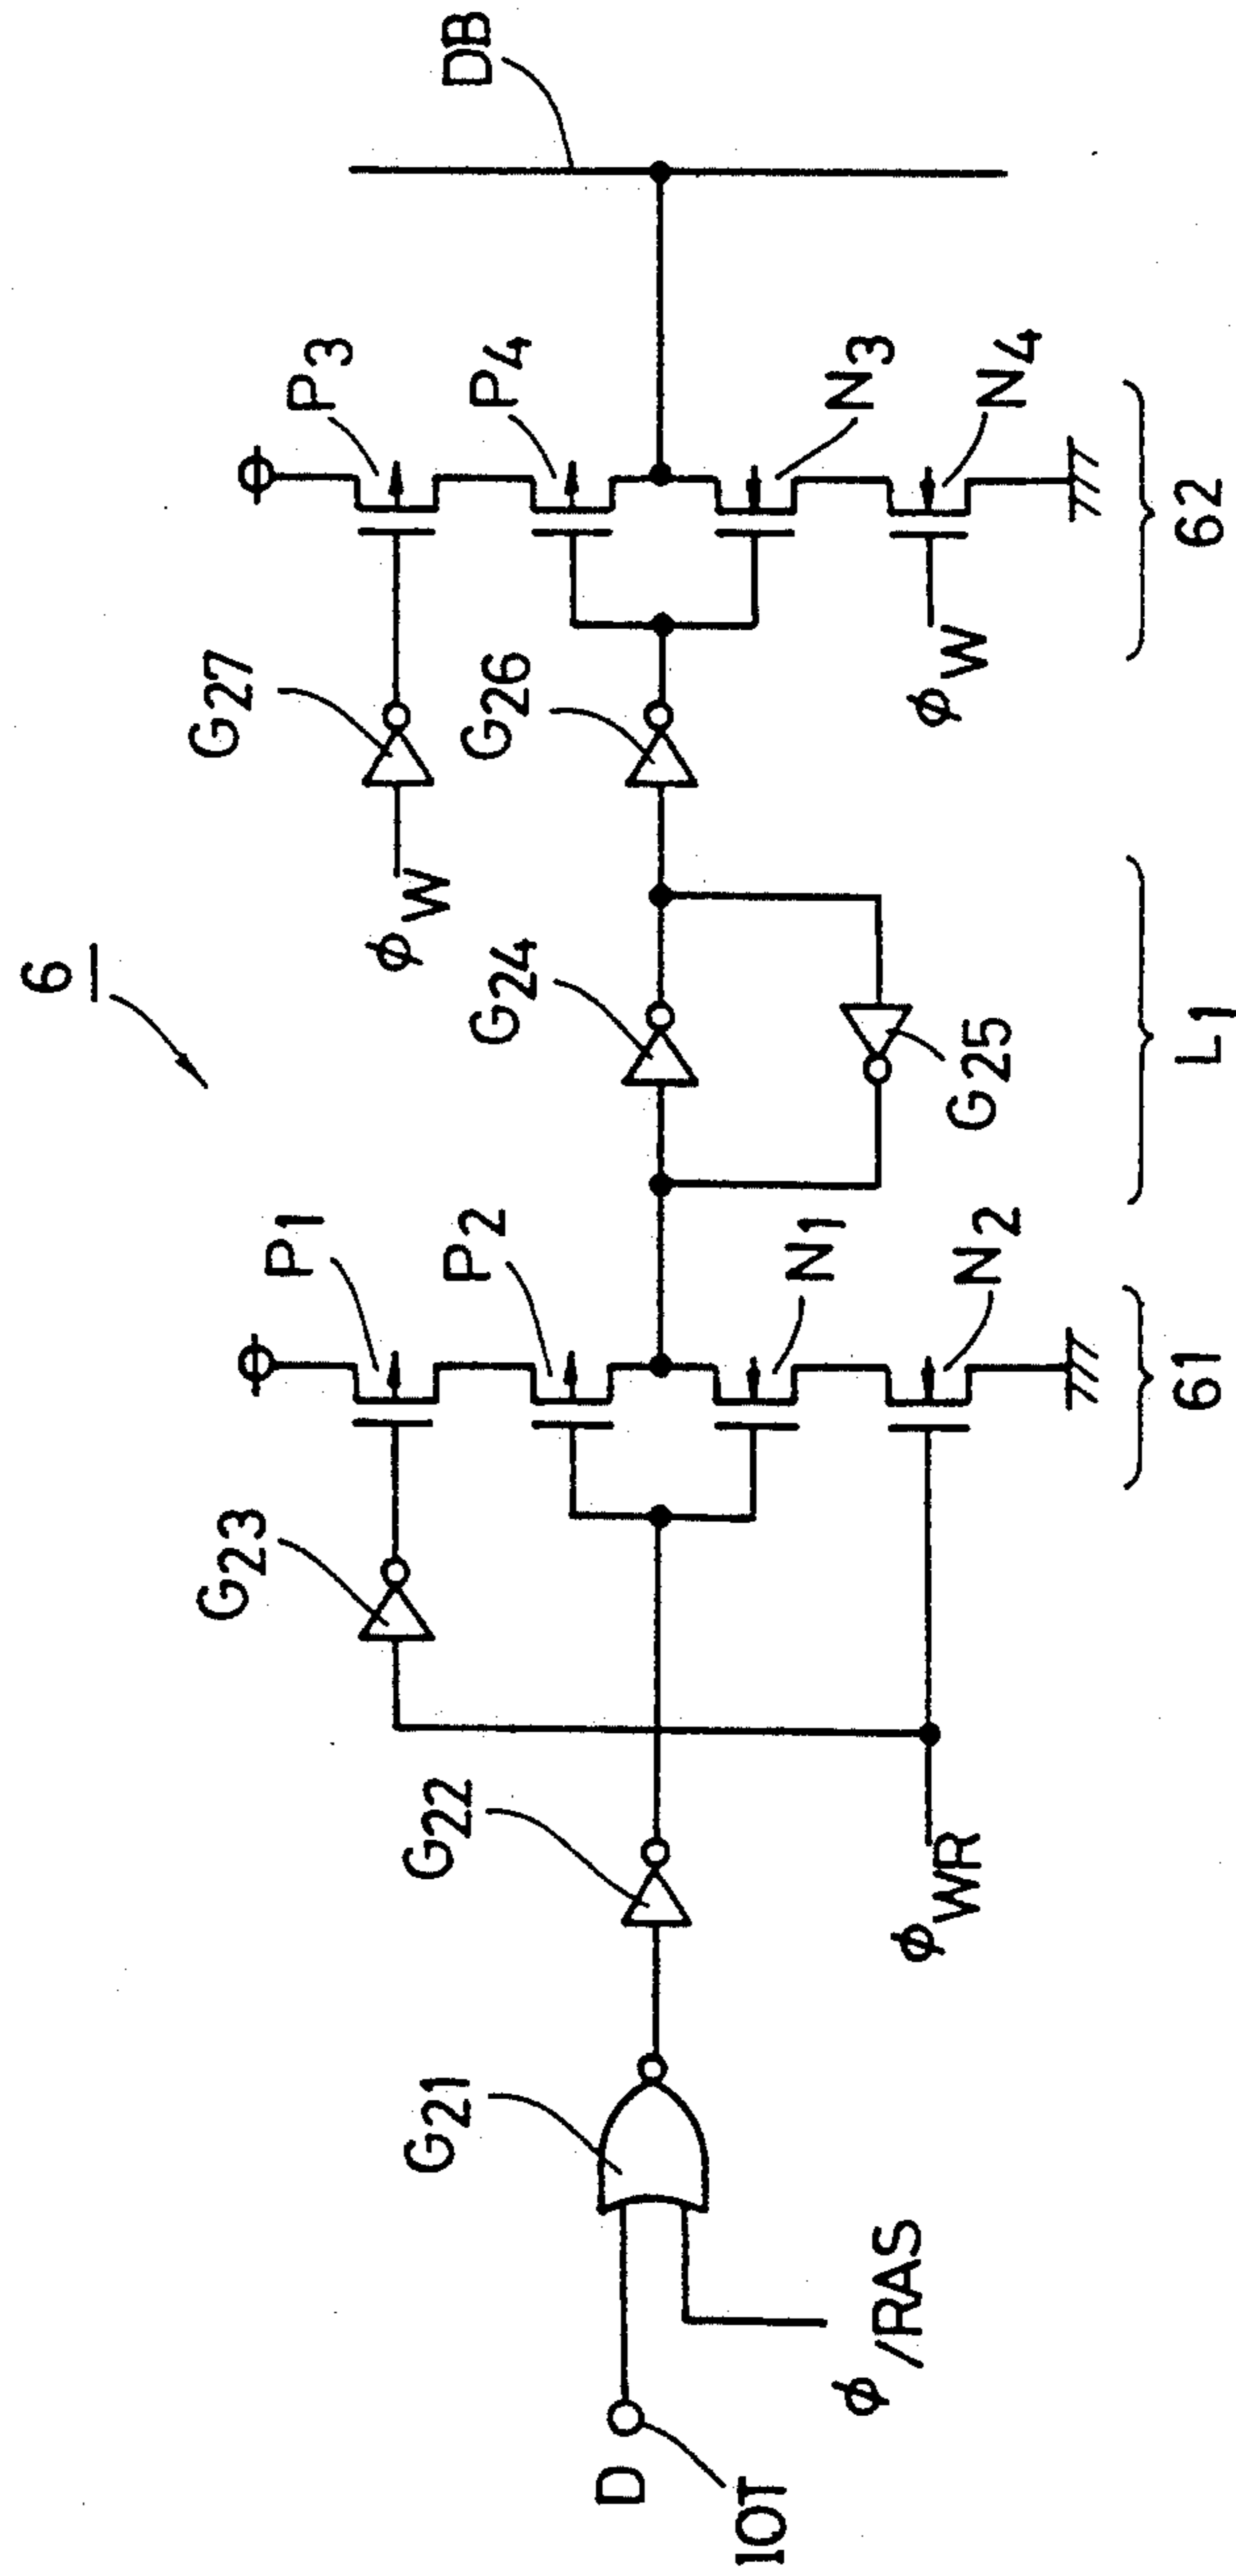 6
D
IOT
G21
φ/RAS
G22
φWR
G23
P1
P2
N1
N2
61
G24
G25
L1
φW
G27
G26
P3
P4
N3
N4
φW
62
DB